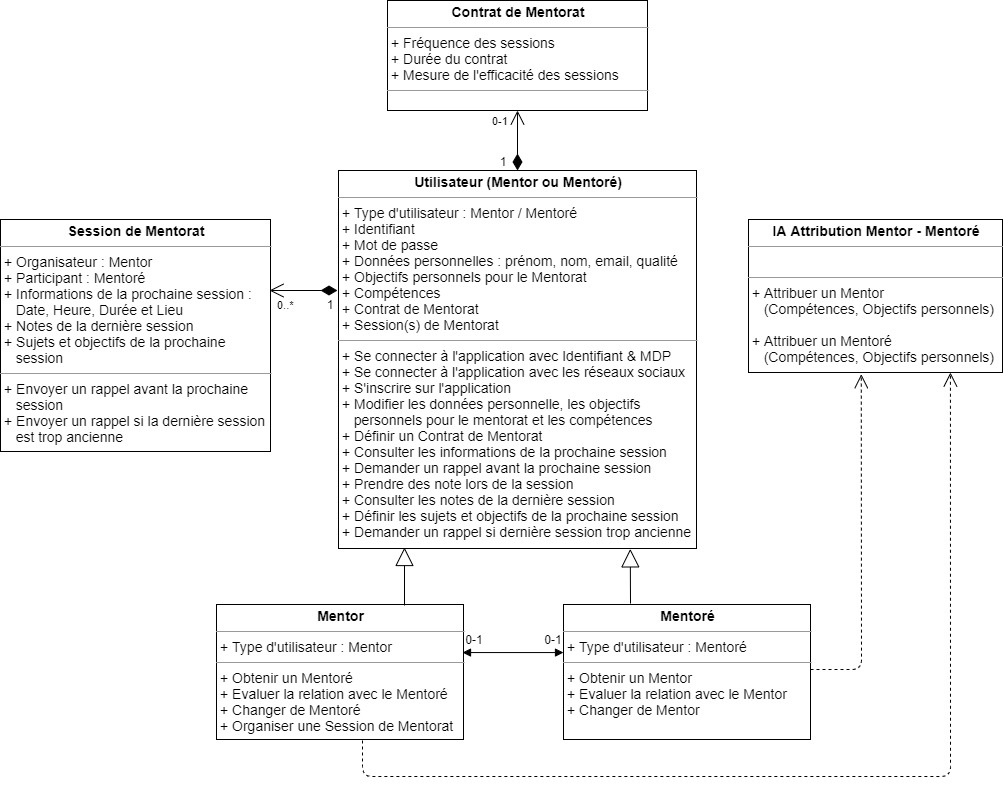 Contrat de Mentorat
+ Fréquence des sessions
+ Durée du contrat
+ Mesure de l'efficacité des sessions
0-1
1
Utilisateur (Mentor ou Mentoré)
+ Type d'utilisateur : Mentor / Mentoré
+ Identifiant
+ Mot de passe
+ Données personnelles : prénom, nom, email, qualité
+ Objectifs personnels pour le Mentorat
+ Compétences
+ Contrat de Mentorat
+ Session(s) de Mentorat
+ Se connecter à l'application avec Identifiant & MDP
+ Se connecter à l'application avec les réseaux sociaux
+ S'inscrire sur l'application
+ Modifier les données personnelle, les objectifs
personnels pour le mentorat et les compétences
+ Définir un Contrat de Mentorat
+ Consulter les informations de la prochaine session
+ Demander un rappel avant la prochaine session
+ Prendre des note lors de la session
+ Consulter les notes de la dernière session
+ Définir les sujets et objectifs de la prochaine session
+ Demander un rappel si dernière session trop ancienne
Session de Mentorat
+ Organisateur : Mentor
+ Participant : Mentoré
+ Informations de la prochaine session :
Date, Heure, Durée et Lieu
+ Notes de la dernière session
+ Sujets et objectifs de la prochaine
session
+ Envoyer un rappel avant la prochaine
session
+ Envoyer un rappel si la dernière session
est trop ancienne
0..*
1
IA Attribution Mentor - Mentoré
+ Attribuer un Mentor
(Compétences, Objectifs personnels)
+ Attribuer un Mentoré
(Compétences, Objectifs personnels)
Mentor
+ Type d'utilisateur : Mentor
+ Obtenir un Mentoré
+ Evaluer la relation avec le Mentoré
+ Changer de Mentoré
+ Organiser une Session de Mentorat
0-1
0-1
Mentoré
+ Type d'utilisateur : Mentoré
+ Obtenir un Mentor
+ Evaluer la relation avec le Mentor
+ Changer de Mentor